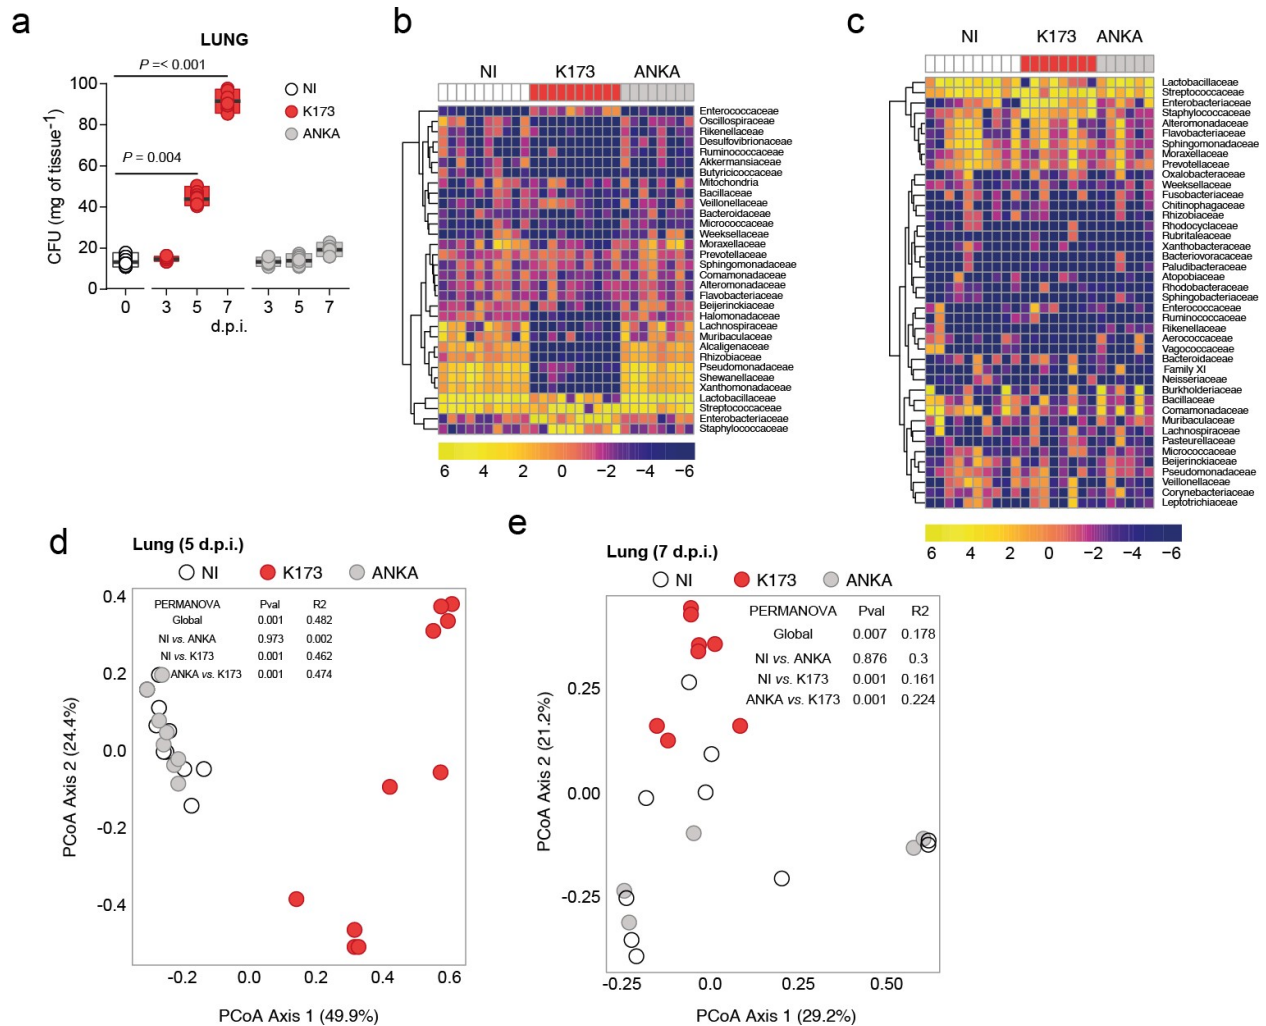 a
LUNG
P =< 0.001
P = 0.004
CFU (mg of tissue⁻¹)
100
80
60
40
20
0
0
3
5
7
3
5
7
d.p.i.
NI
K173
ANKA
b
NI
K173
ANKA
Enterococcaceae
Oscillospiraceae
Rikenellaceae
Desulfovibrionaceae
Ruminococcaceae
Akkermansiaceae
Butyricicoccaceae
Mitochondria
Bacillaceae
Veillonellaceae
Bacteroidaceae
Micrococcaceae
Weeksellaceae
Moraxellaceae
Prevotellaceae
Sphingomonadaceae
Comamonadaceae
Alteromonadaceae
Flavobacteriaceae
Beijerinckiaceae
Halomonadaceae
Lachnospiraceae
Muribaculaceae
Alcaligenaceae
Rhizobiaceae
Pseudomonadaceae
Shewanellaceae
Xanthomonadaceae
Lactobacillaceae
Streptococcaceae
Enterobacteriaceae
Staphylococcaceae
6 4 2 0 −2 −4 −6
c
NI
K173
ANKA
Lactobacillaceae
Streptococcaceae
Enterobacteriaceae
Staphylococcaceae
Alteromonadaceae
Flavobacteriaceae
Sphingomonadaceae
Moraxellaceae
Prevotellaceae
Oxalobacteraceae
Weeksellaceae
Fusobacteriaceae
Chitinophagaceae
Rhizobiaceae
Rhodocyclaceae
Rubritaleaceae
Xanthobacteraceae
Bacteriovoracaceae
Paludibacteraceae
Atopobiaceae
Rhodobacteraceae
Sphingobacteriaceae
Enterococcaceae
Ruminococcaceae
Rikenellaceae
Aerococcaceae
Vagococcaceae
Bacteroidaceae
Family XI
Neisseriaceae
Burkholderiaceae
Bacillaceae
Comamonadaceae
Muribaculaceae
Lachnospiraceae
Pasteurellaceae
Micrococcaceae
Beijerinckiaceae
Pseudomonadaceae
Veillonellaceae
Corynebacteriaceae
Leptotrichiaceae
6 4 2 0 −2 −4 −6
d
Lung (5 d.p.i.)
NI
K173
ANKA
PERMANOVA Pval R2
Global 0.001 0.482
NI vs. ANKA 0.973 0.002
NI vs. K173 0.001 0.462
ANKA vs. K173 0.001 0.474
PCoA Axis 2 (24.4%)
0.4
0.2
0.0
-0.2
-0.4
-0.2 0.0 0.2 0.4 0.6
PCoA Axis 1 (49.9%)
e
Lung (7 d.p.i.)
NI
K173
ANKA
PERMANOVA Pval R2
Global 0.007 0.178
NI vs. ANKA 0.876 0.3
NI vs. K173 0.001 0.161
ANKA vs. K173 0.001 0.224
PCoA Axis 2 (21.2%)
0.25
0.00
-0.25
-0.25 0.0 0.25 0.50
PCoA Axis 1 (29.2%)